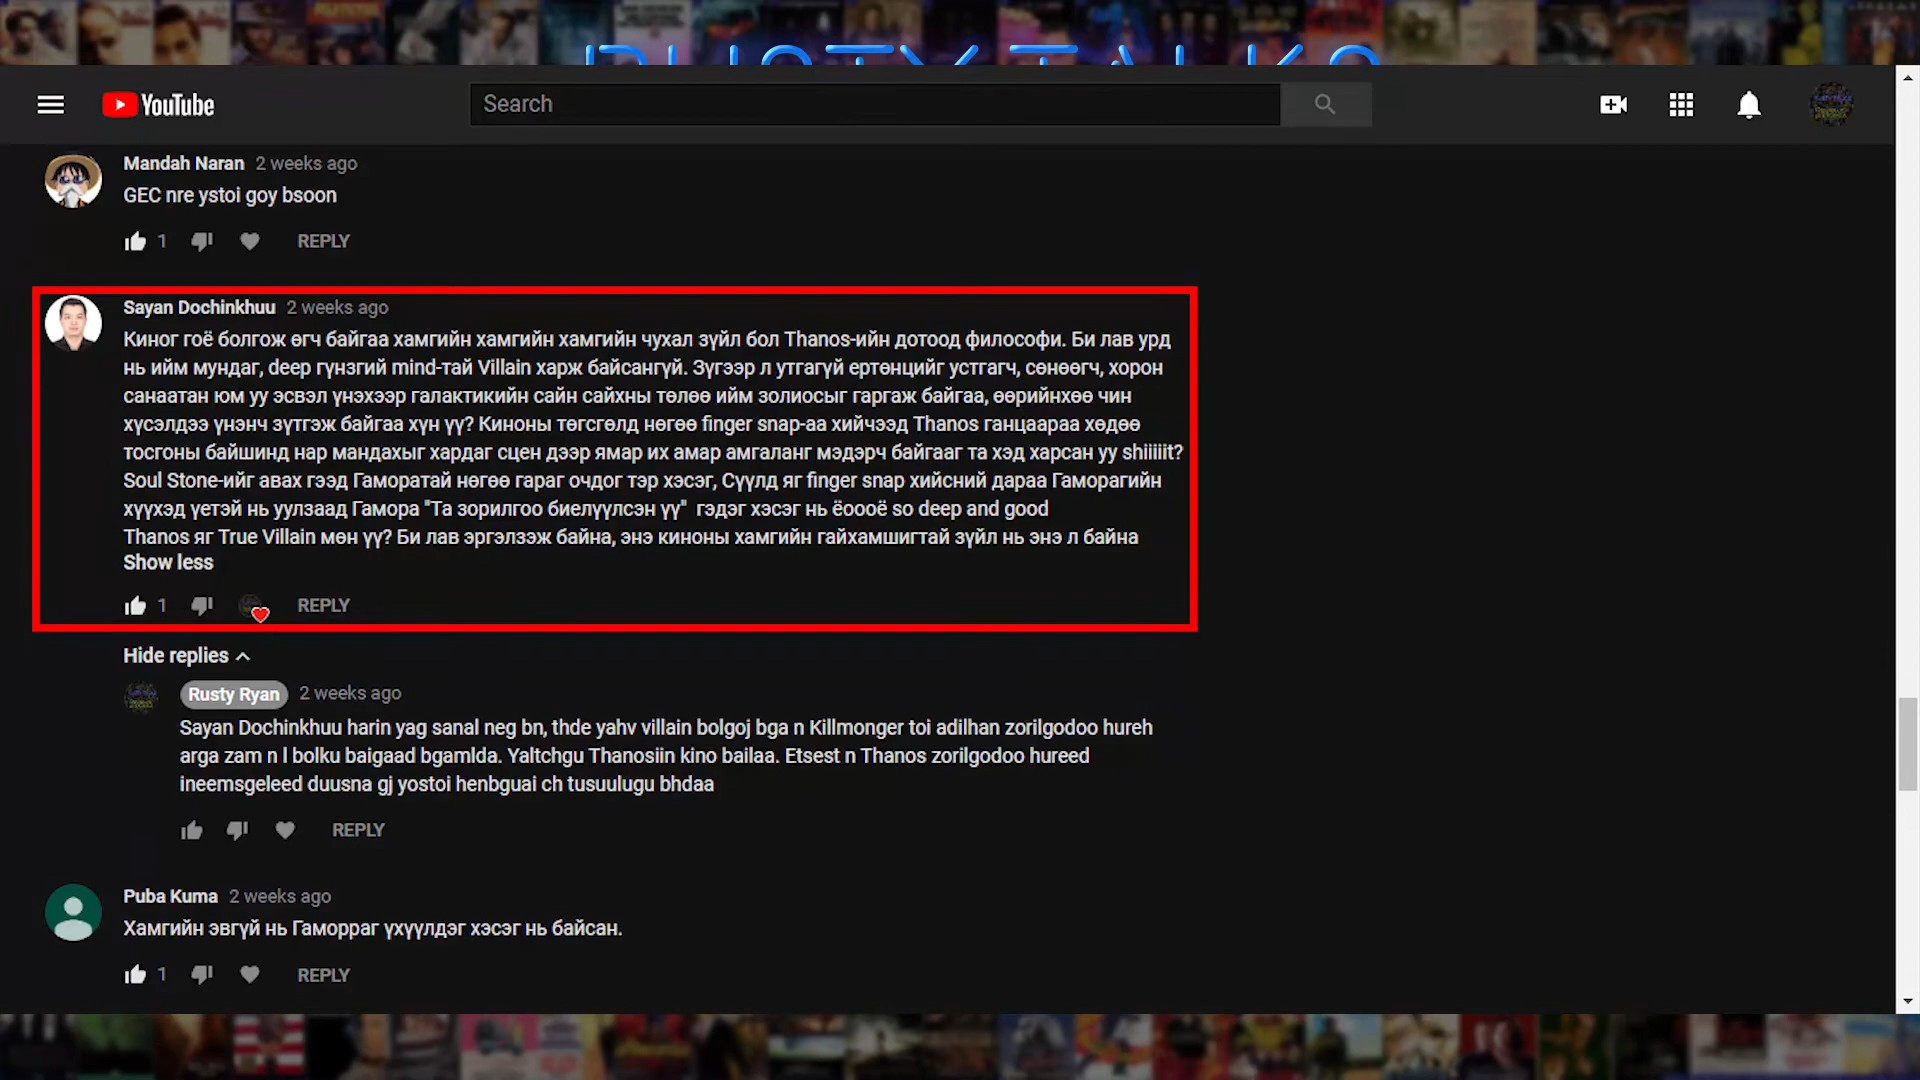 RUSTY TALKS
YouTube
Search
Mandah Naran 2 weeks ago
GEC nre ystoi goy bsoon
1 REPLY
Sayan Dochinkhuu 2 weeks ago
Киног гоё болгож өгч байгаа хамгийн хамгийн хамгийн чухал зүйл бол Thanos-ийн дотоод философи. Би лав урд
нь ийм мундаг, deep гүнзгий mind-тай Villain харж байсангүй. Зүгээр л утгагүй ертөнцийг устгагч, сөнөөгч, хорон
санаатан юм уу эсвэл үнэхээр галактикийн сайн сайхны төлөө ийм золиосыг гаргаж байгаа, өөрийнхөө чин
хүсэлдээ үнэнч зүтгэж байгаа хүн үү? Киноны төгсгөлд нөгөө finger snap-аа хийчээд Thanos ганцаараа хөдөө
тосгоны байшинд нар мандахыг хардаг сцен дээр ямар их амар амгаланг мэдэрч байгааг та хэд харсан уу shiiiiit?
Soul Stone-ийг авах гээд Гаморатай нөгөө гараг очдог тэр хэсэг, Сүүлд яг finger snap хийсний дараа Гаморагийн
хүүхэд үетэй нь уулзаад Гамора "Та зорилгоо биелүүлсэн үү" гэдэг хэсэг нь ёоооё so deep and good
Thanos яг True Villain мөн үү? Би лав эргэлзэж байна, энэ киноны хамгийн гайхамшигтай зүйл нь энэ л байна
Show less
1 REPLY
Hide replies
Rusty Ryan 2 weeks ago
Sayan Dochinkhuu harin yag sanal neg bn, thde yahv villain bolgoj bga n Killmonger toi adilhan zorilgodoo hureh
arga zam n l bolku baigaad bgamlda. Yaltchgu Thanosiin kino bailaa. Etsest n Thanos zorilgodoo hureed
ineemsgeleed duusna gj yostoi henbguai ch tusuulugu bhdaa
REPLY
Puba Kuma 2 weeks ago
Хамгийн эвгүй нь Гаморраг үхүүлдэг хэсэг нь байсан.
1 REPLY